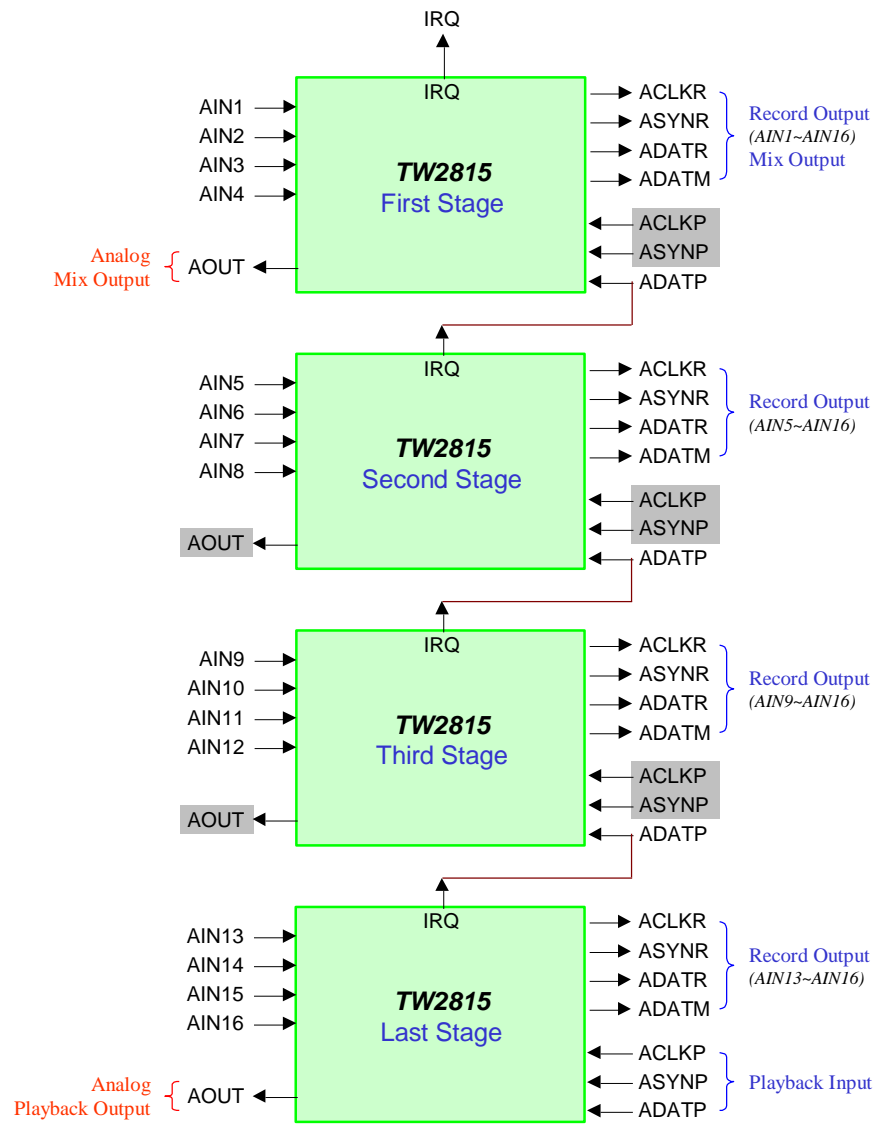 IRQ
IRQ
AIN1
AIN2
AIN3
AIN4
TW2815
First Stage
Analog
Mix Output
AOUT
ACLKR
ASYNR
ADATR
ADATM
Record Output
(AIN1~AIN16)
Mix Output
ACLKP
ASYNP
ADATP
IRQ
AIN5
AIN6
AIN7
AIN8
TW2815
Second Stage
AOUT
ACLKR
ASYNR
ADATR
ADATM
Record Output
(AIN5~AIN16)
ACLKP
ASYNP
ADATP
IRQ
AIN9
AIN10
AIN11
AIN12
TW2815
Third Stage
AOUT
ACLKR
ASYNR
ADATR
ADATM
Record Output
(AIN9~AIN16)
ACLKP
ASYNP
ADATP
IRQ
AIN13
AIN14
AIN15
AIN16
TW2815
Last Stage
Analog
Playback Output
AOUT
ACLKR
ASYNR
ADATR
ADATM
Record Output
(AIN13~AIN16)
ACLKP
ASYNP
ADATP
Playback Input